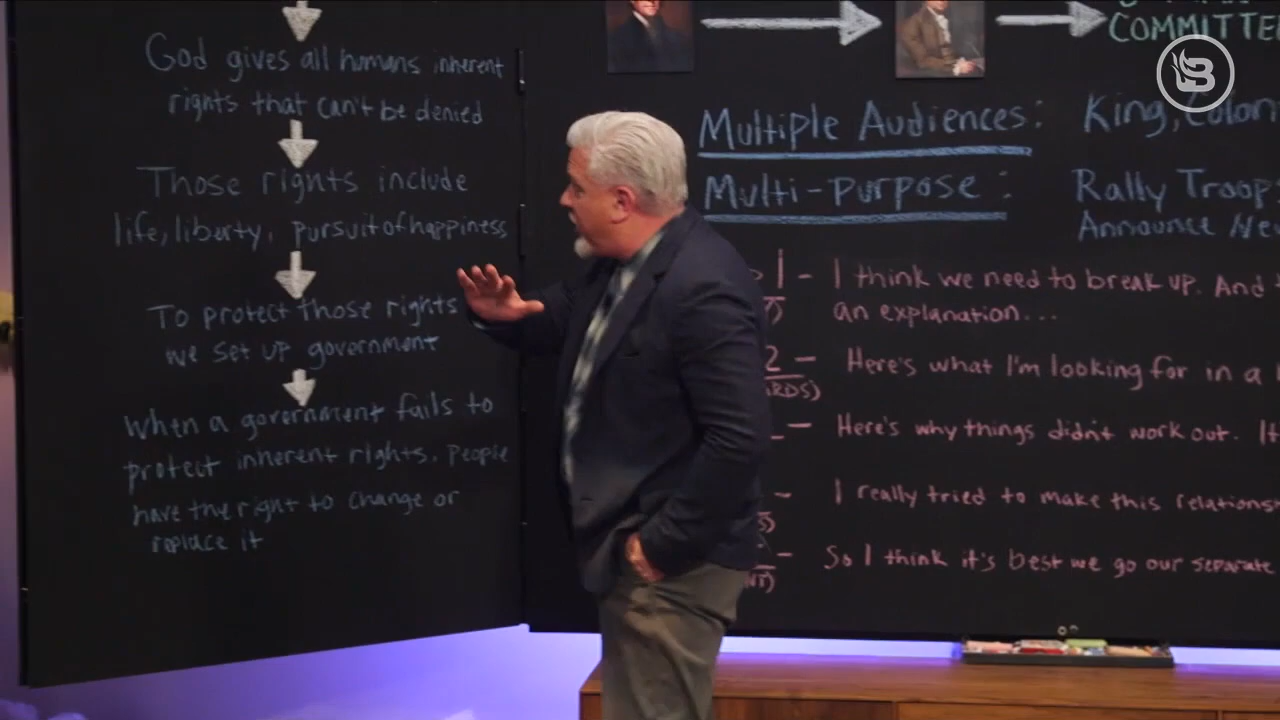 God gives all humans inherent
rights that can't be denied
Those rights include
life, liberty, pursuit of happiness
To protect those rights
we set up government
When a government fails to
protect inherent rights. People
have the right to change or
replace it
COMMITTEE
Multiple Audiences: King, Colon
Multi-Purpose: Rally Troops
Announce Ne
1 - I think we need to break up. And
an explanation...
2 - Here's what I'm looking for in a
- Here's why things didn't work out. It
- I really tried to make this relations
- So I think it's best we go our separate
B